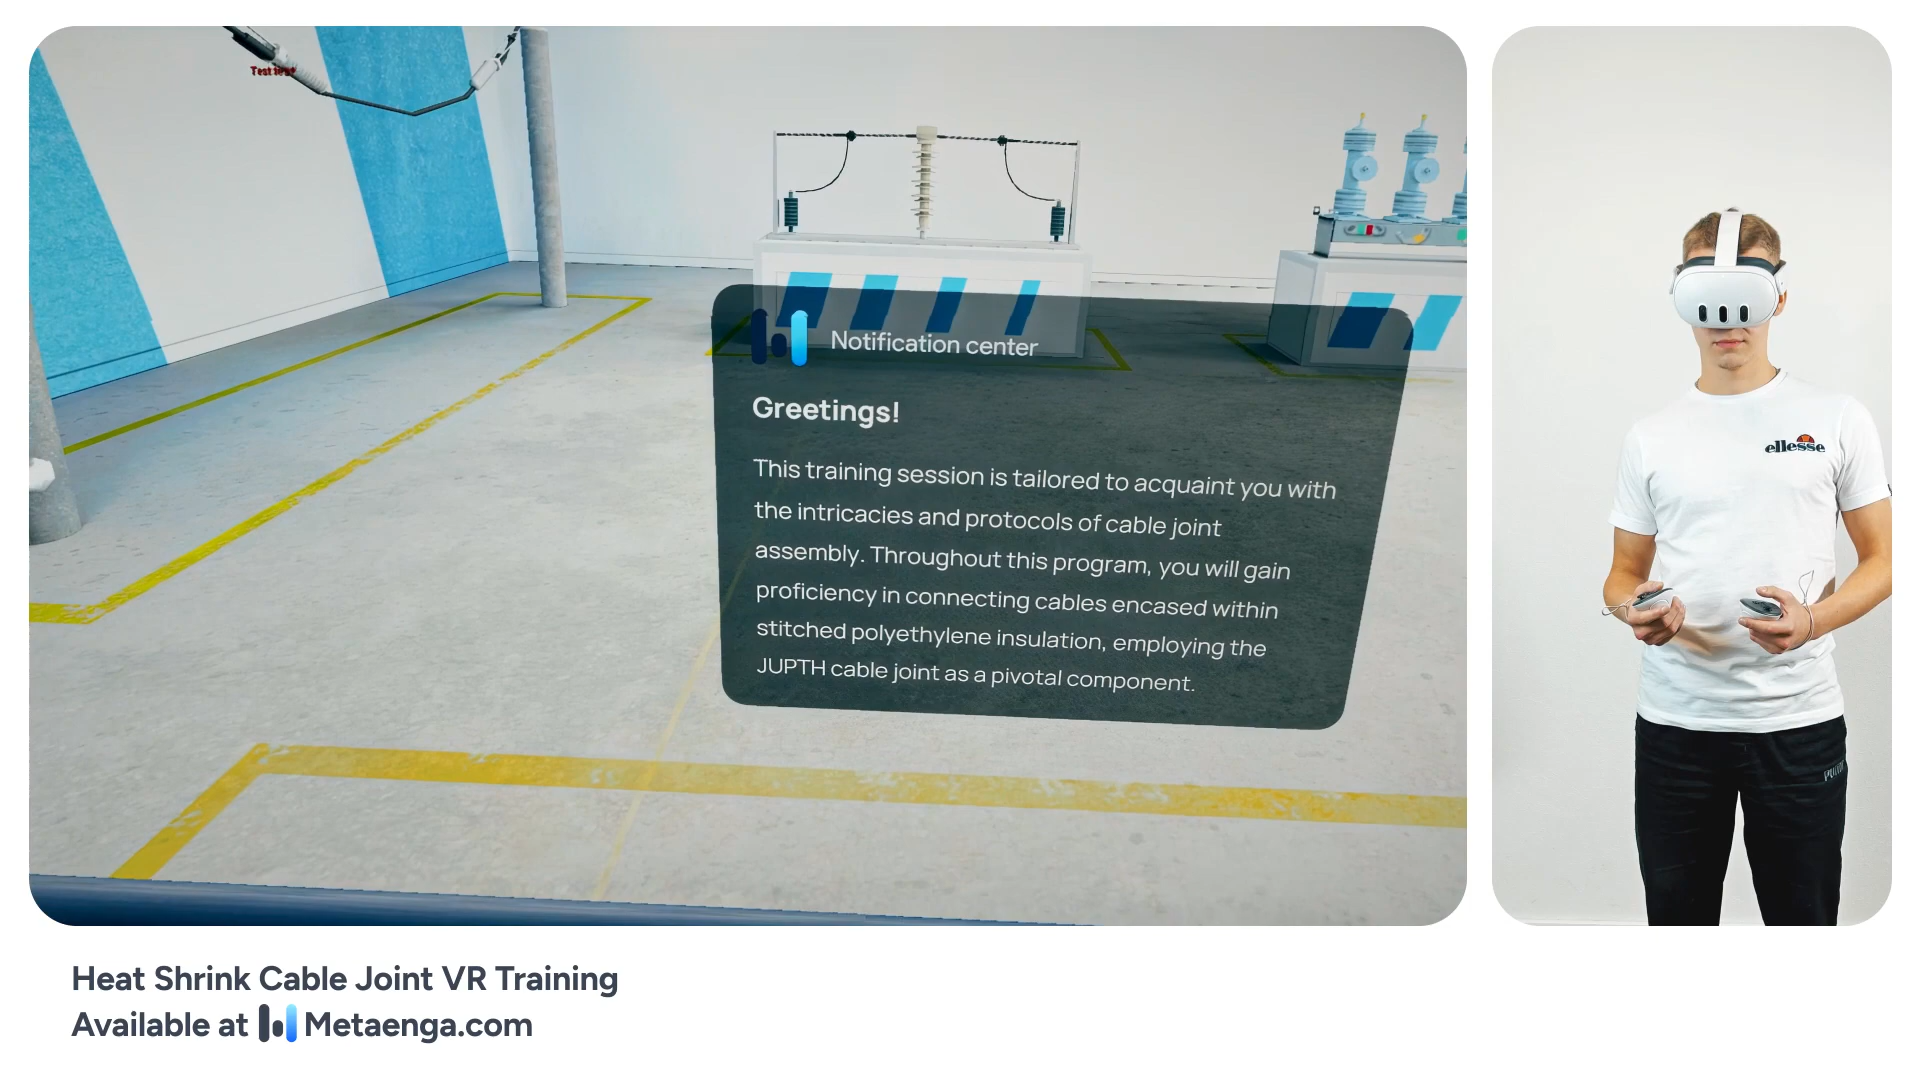 Notification center
Greetings!
This training session is tailored to acquaint you with
the intricacies and protocols of cable joint
assembly. Throughout this program, you will gain
proficiency in connecting cables encased within
stitched polyethylene insulation, employing the
JUPTH cable joint as a pivotal component.
ellesse
Heat Shrink Cable Joint VR Training
Available at Metaenga.com